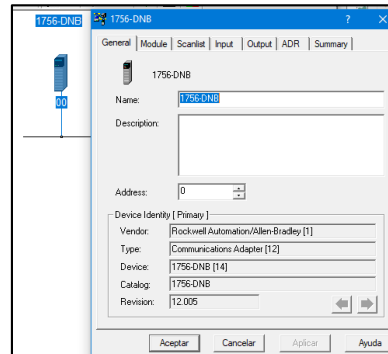 1756-DNB
00
1756-DNB
? ×
General Module Scanlist Input Output ADR Summary
1756-DNB
Name: 1756-DNB
Description:
Address: 0
Device Identity [ Primary ]
Vendor: Rockwell Automation/Allen-Bradley [1]
Type: Communications Adapter [12]
Device: 1756-DNB [14]
Catalog: 1756-DNB
Revision: 12.005
Aceptar Cancelar Aplicar Ayuda